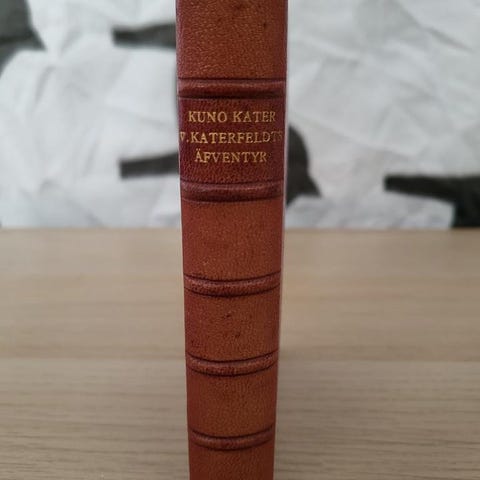 KUNO KATER
V. KATERFELDTS
ÄFVENTYR